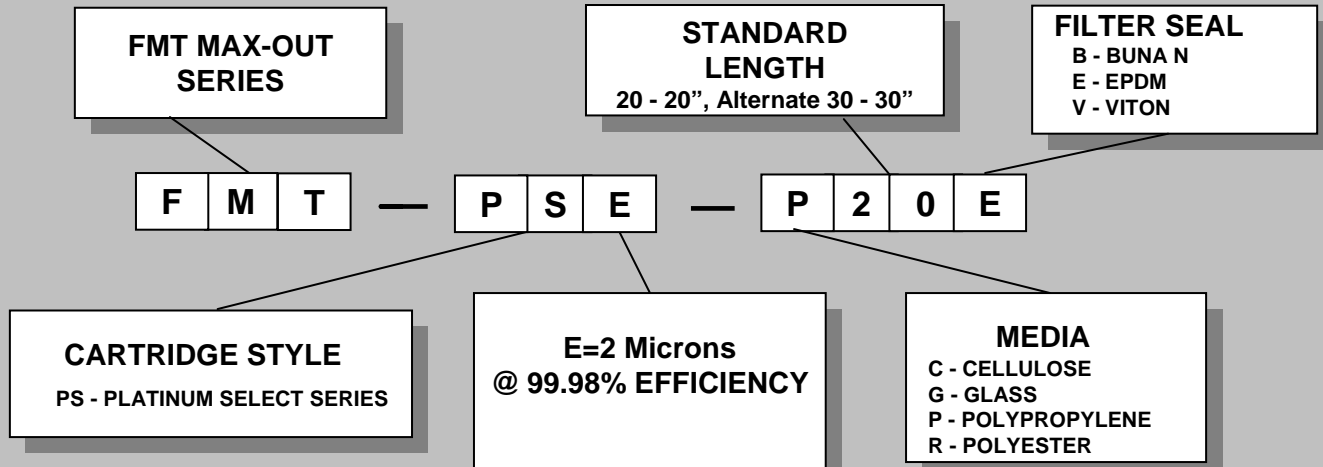 FMT MAX-OUT
SERIES
STANDARD
LENGTH
20 - 20”, Alternate 30 - 30”
FILTER SEAL
B - BUNA N
E - EPDM
V - VITON
F M T — P S E — P 2 0 E
CARTRIDGE STYLE
PS - PLATINUM SELECT SERIES
E=2 Microns
@ 99.98% EFFICIENCY
MEDIA
C - CELLULOSE
G - GLASS
P - POLYPROPYLENE
R - POLYESTER